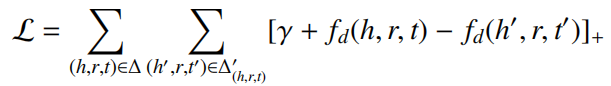 ℒ = ∑_{(h,r,t)∈Δ} ∑_{(h′,r,t′)∈Δ′_{(h,r,t)}} [γ + f_d(h, r, t) − f_d(h′, r, t′)]_+